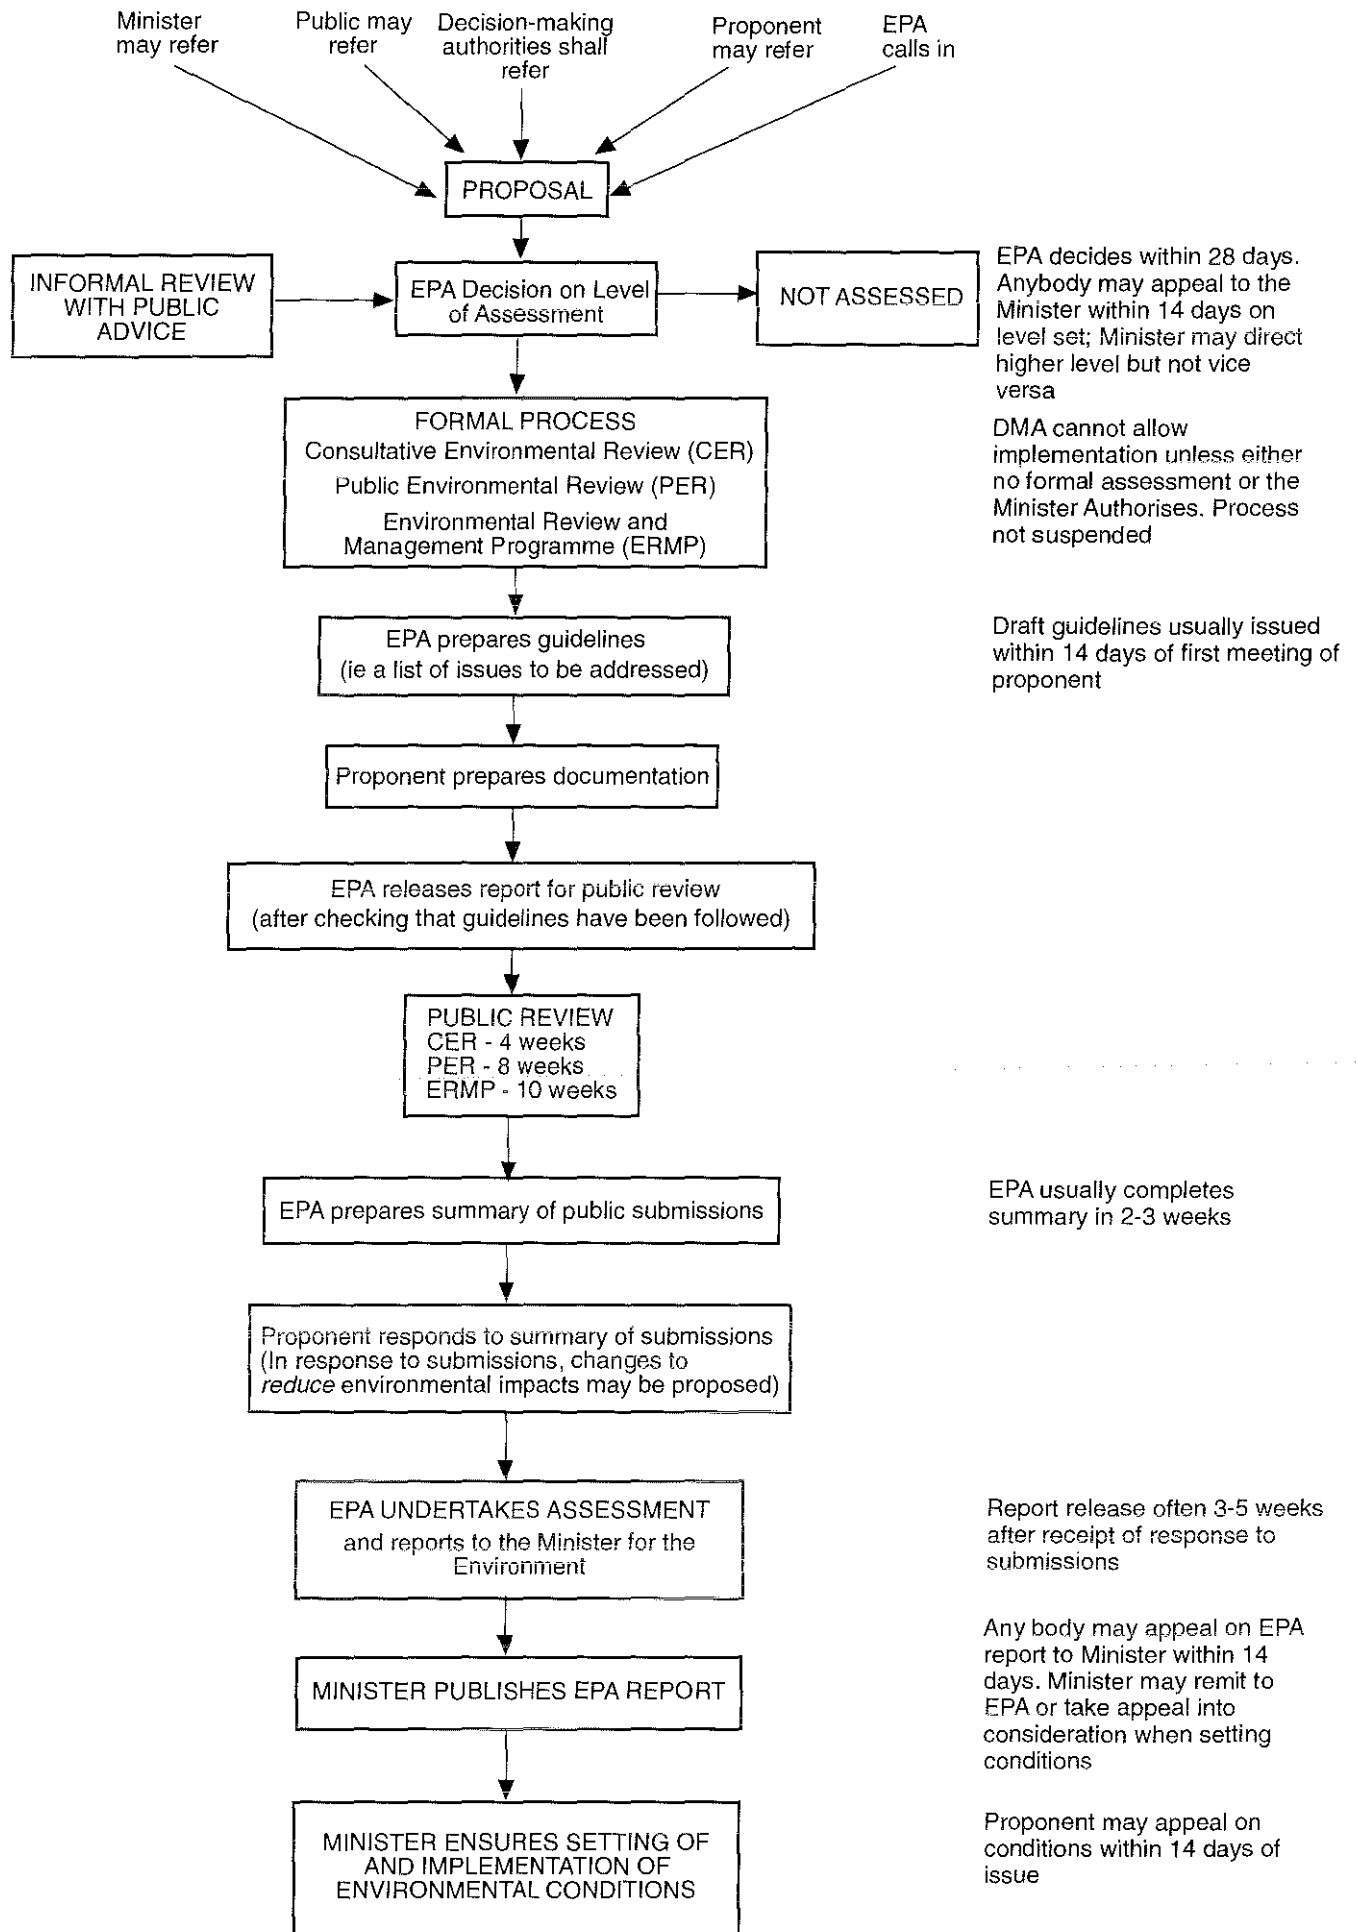 Minister
may refer
Public may
refer
Decision-making
authorities shall
refer
Proponent
may refer
EPA
calls in
PROPOSAL
INFORMAL REVIEW
WITH PUBLIC
ADVICE
EPA Decision on Level
of Assessment
NOT ASSESSED
EPA decides within 28 days.
Anybody may appeal to the
Minister within 14 days on
level set; Minister may direct
higher level but not vice
versa
FORMAL PROCESS
Consultative Environmental Review (CER)
Public Environmental Review (PER)
Environmental Review and
Management Programme (ERMP)
DMA cannot allow
implementation unless either
no formal assessment or the
Minister Authorises. Process
not suspended
EPA prepares guidelines
(ie a list of issues to be addressed)
Draft guidelines usually issued
within 14 days of first meeting of
proponent
Proponent prepares documentation
EPA releases report for public review
(after checking that guidelines have been followed)
PUBLIC REVIEW
CER - 4 weeks
PER - 8 weeks
ERMP - 10 weeks
EPA prepares summary of public submissions
EPA usually completes
summary in 2-3 weeks
Proponent responds to summary of submissions
(In response to submissions, changes to
reduce environmental impacts may be proposed)
EPA UNDERTAKES ASSESSMENT
and reports to the Minister for the
Environment
Report release often 3-5 weeks
after receipt of response to
submissions
MINISTER PUBLISHES EPA REPORT
Any body may appeal on EPA
report to Minister within 14
days. Minister may remit to
EPA or take appeal into
consideration when setting
conditions
MINISTER ENSURES SETTING OF
AND IMPLEMENTATION OF
ENVIRONMENTAL CONDITIONS
Proponent may appeal on
conditions within 14 days of
issue